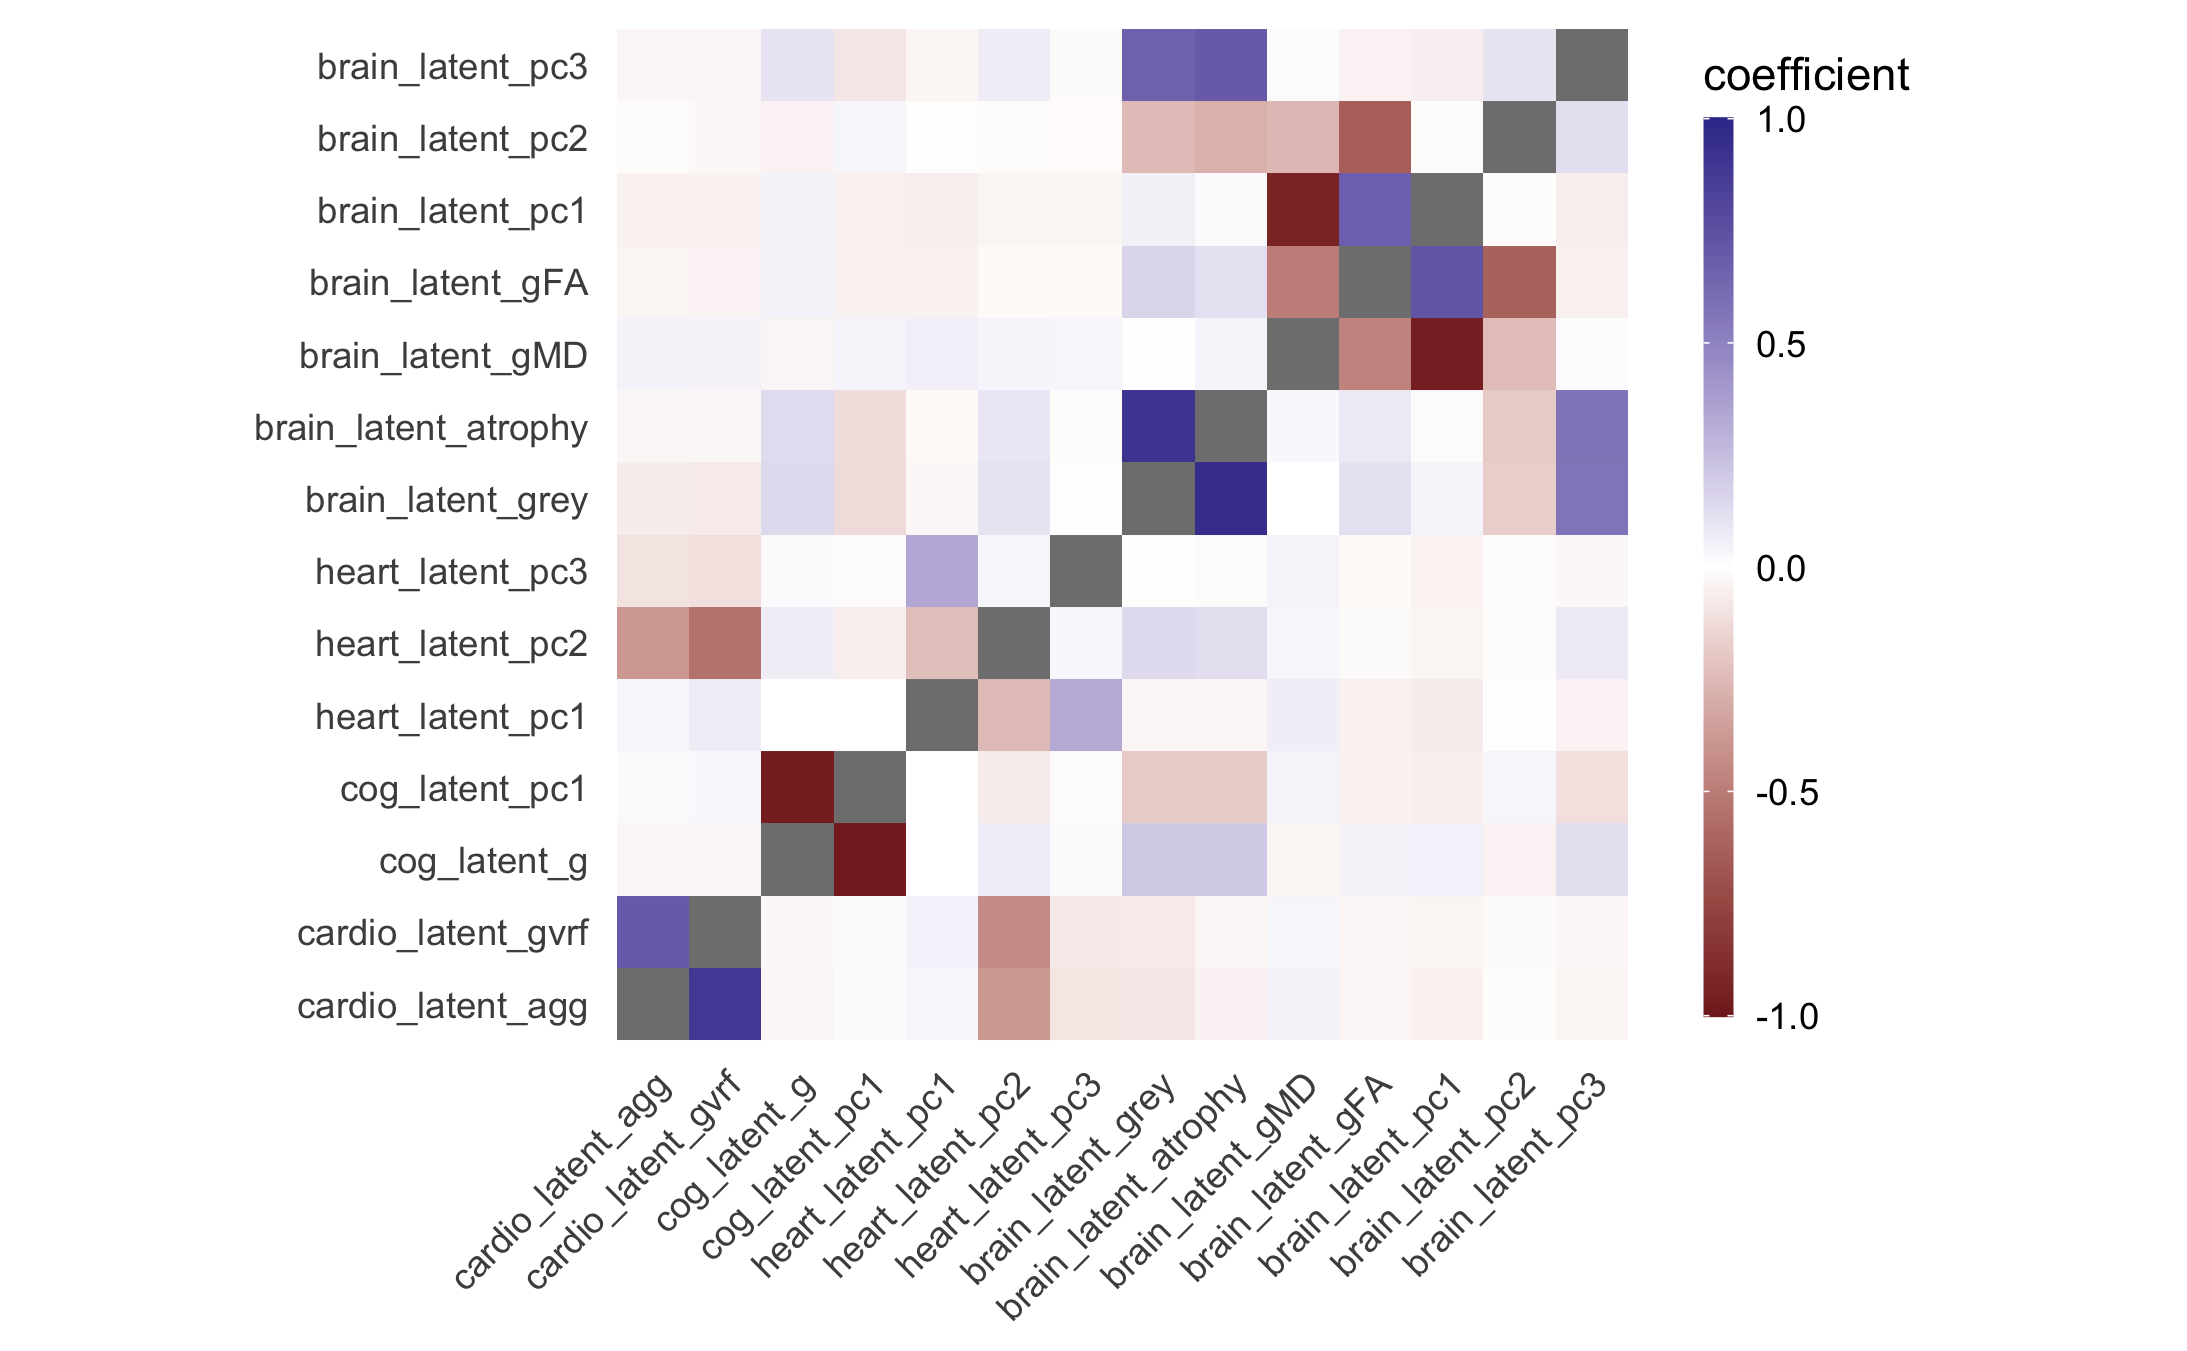 brain_latent_pc3
brain_latent_pc2
brain_latent_pc1
brain_latent_gFA
brain_latent_gMD
brain_latent_atrophy
brain_latent_grey
heart_latent_pc3
heart_latent_pc2
heart_latent_pc1
cog_latent_pc1
cog_latent_g
cardio_latent_gvrf
cardio_latent_agg
cardio_latent_agg
cardio_latent_gvrf
cog_latent_g
cog_latent_pc1
heart_latent_pc1
heart_latent_pc2
heart_latent_pc3
brain_latent_grey
brain_latent_atrophy
brain_latent_gMD
brain_latent_gFA
brain_latent_pc1
brain_latent_pc2
brain_latent_pc3
coefficient
1.0
0.5
0.0
-0.5
-1.0